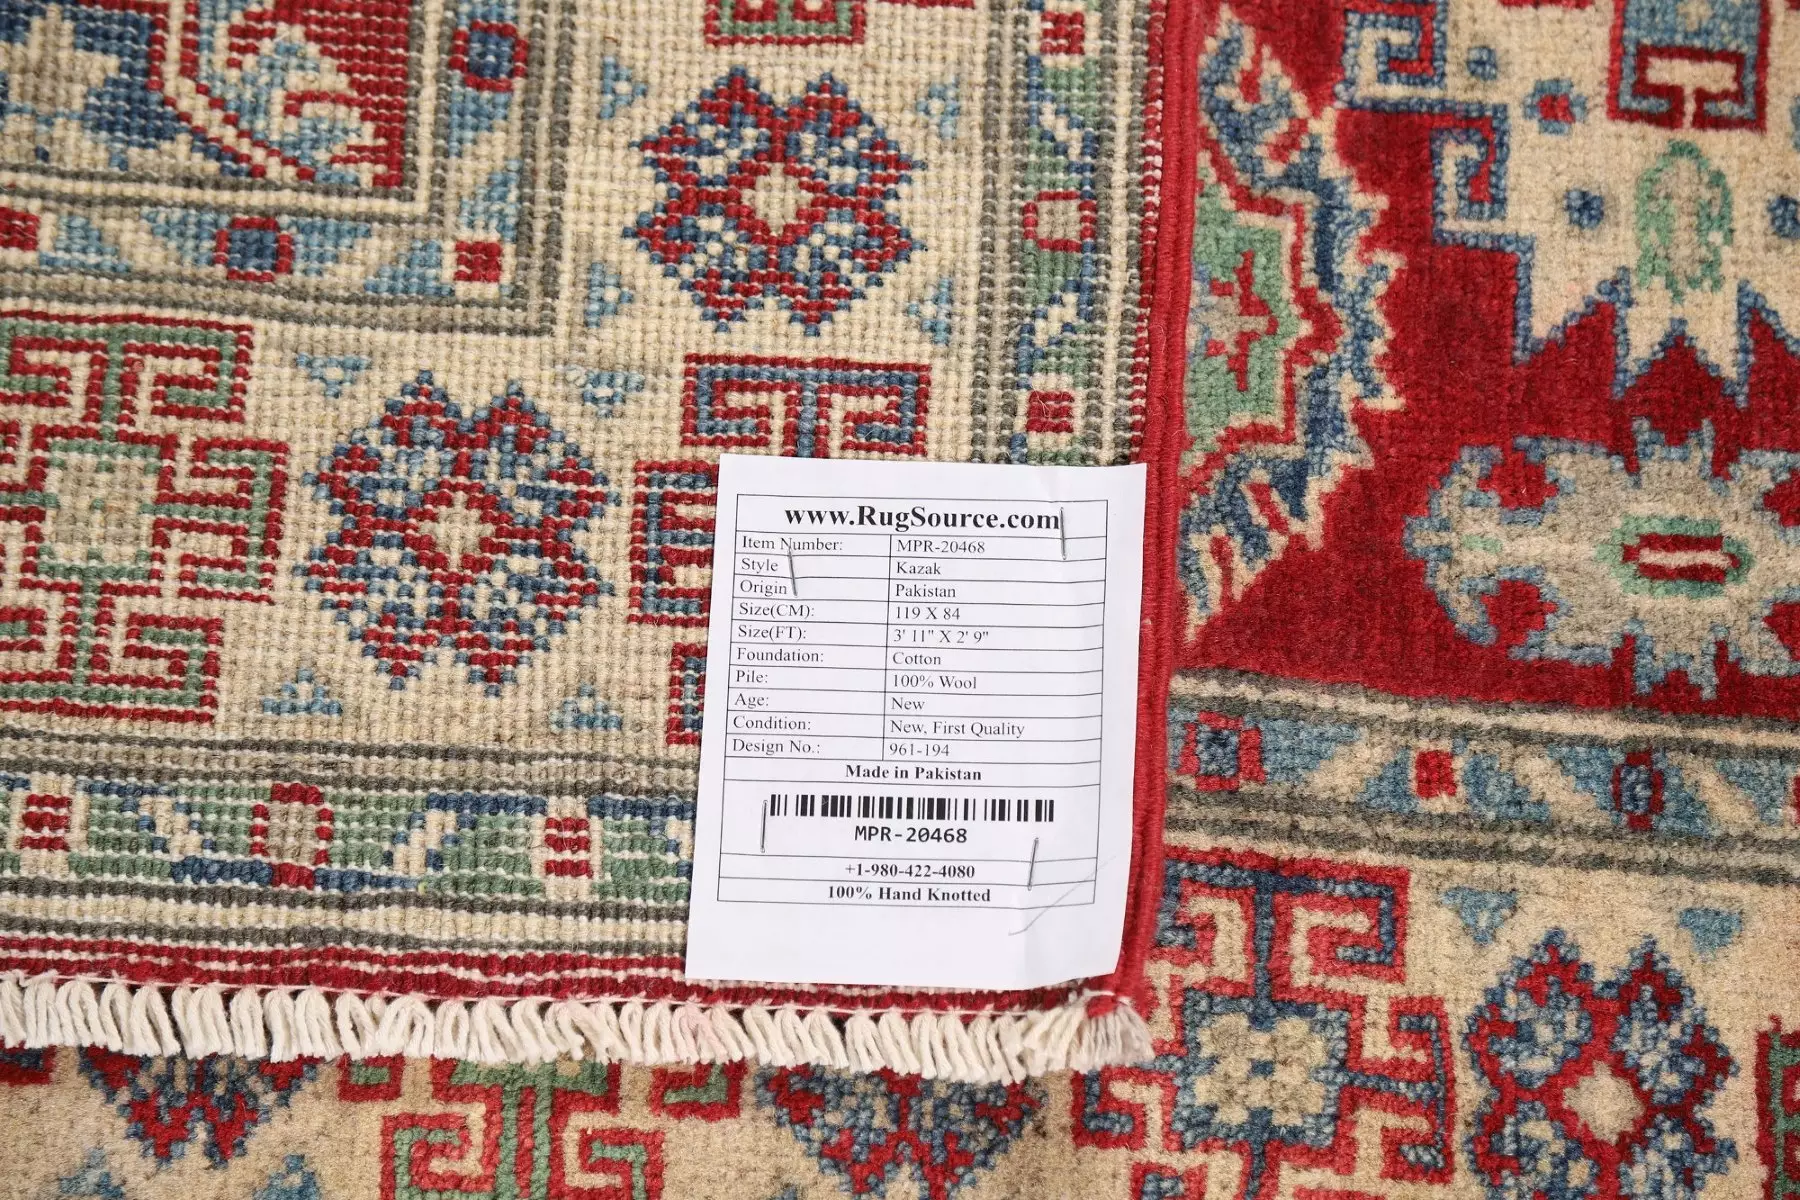 www.RugSource.com
Item Number: MPR-20468
Style Kazak
Origin Pakistan
Size(CM): 119 X 84
Size(FT): 3' 11" X 2' 9"
Foundation: Cotton
Pile: 100% Wool
Age: New
Condition: New, First Quality
Design No.: 961-194
Made in Pakistan
MPR-20468
+1-980-422-4080
100% Hand Knotted